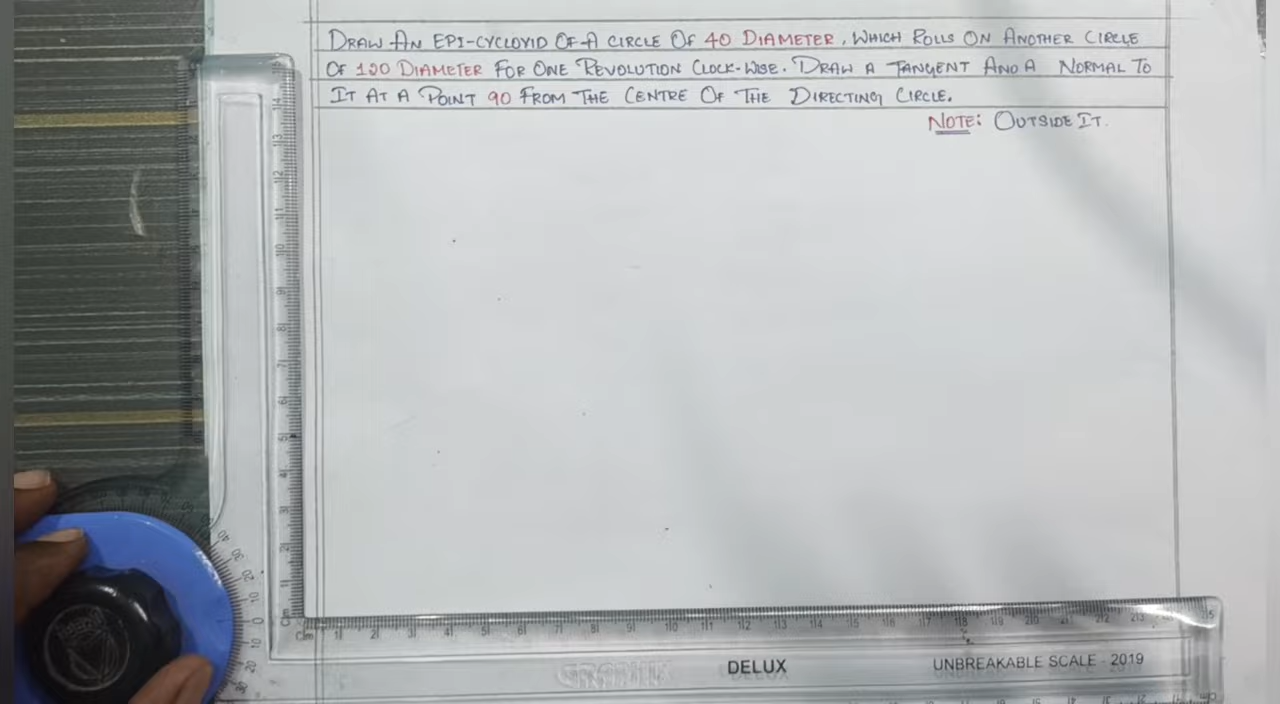 DRAW AN EPI-CYCLOYID OF A CIRCLE OF 40 DIAMETER, WHICH ROLLS ON ANOTHER CIRCLE
OF 120 DIAMETER FOR ONE REVOLUTION CLOCK-WISE. DRAW A TANGENT AND A NORMAL TO
IT AT A POINT 90 FROM THE CENTRE OF THE DIRECTING CIRCLE.
NOTE: OUTSIDE IT.
DELUX
UNBREAKABLE SCALE - 2019